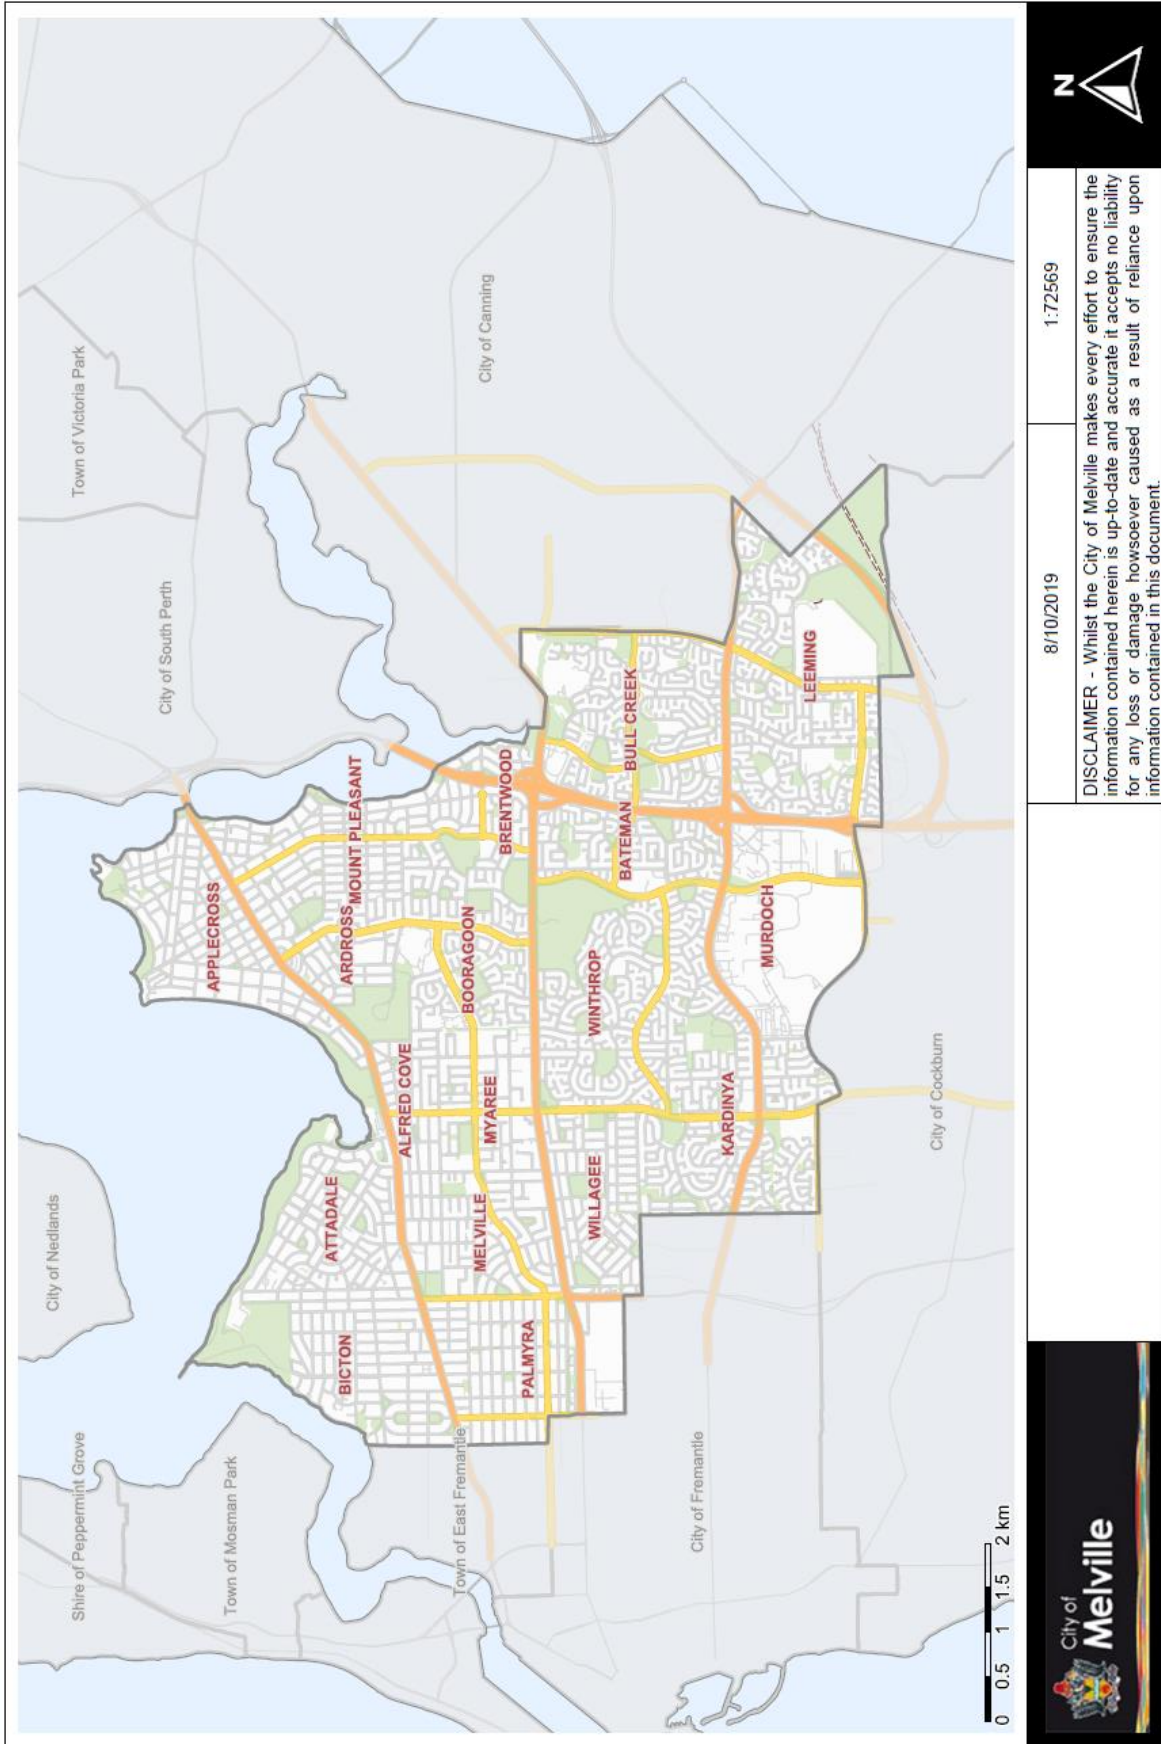 Shire of Peppermint Grove
City of Nedlands
Town of Victoria Park
City of South Perth
Town of Mosman Park
APPLECROSS
ATTADALE
BICTON
ARDROSS
MOUNT PLEASANT
ALFRED COVE
City of Canning
Town of East Fremantle
MELVILLE
MYAREE
BOORAGOON
BRENTWOOD
PALMYRA
WILLAGEE
WINTHROP
BATEMAN
BULL CREEK
City of Fremantle
KARDINYA
MURDOCH
LEEMING
City of Cockburn
0 0.5 1 1.5 2 km
City of
Melville
8/10/2019
1:72569
DISCLAIMER - Whilst the City of Melville makes every effort to ensure the
information contained herein is up-to-date and accurate it accepts no liability
for any loss or damage howsoever caused as a result of reliance upon
information contained in this document.
N